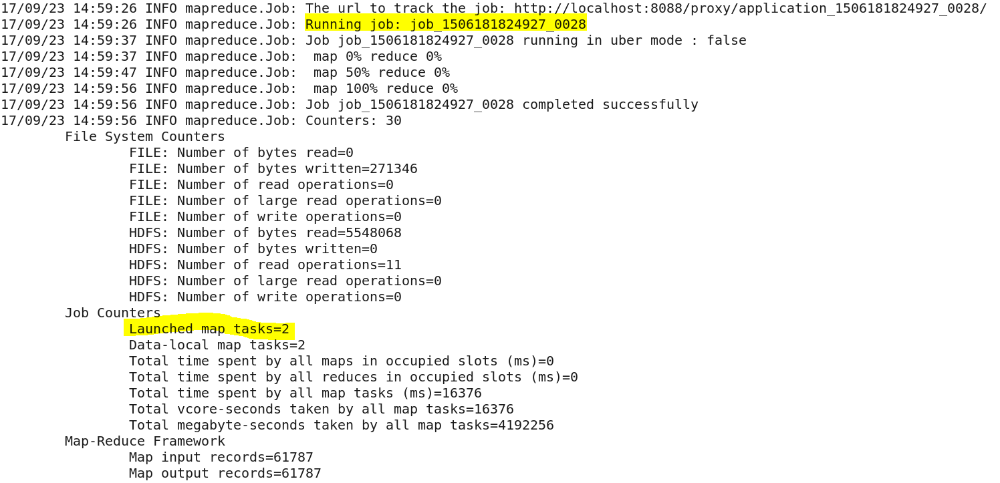 17/09/23 14:59:26 INFO mapreduce.Job: The url to track the job: http://localhost:8088/proxy/application_1506181824927_0028/
17/09/23 14:59:26 INFO mapreduce.Job: Running job: job_1506181824927_0028
17/09/23 14:59:37 INFO mapreduce.Job: Job job_1506181824927_0028 running in uber mode : false
17/09/23 14:59:37 INFO mapreduce.Job:  map 0% reduce 0%
17/09/23 14:59:47 INFO mapreduce.Job:  map 50% reduce 0%
17/09/23 14:59:56 INFO mapreduce.Job:  map 100% reduce 0%
17/09/23 14:59:56 INFO mapreduce.Job: Job job_1506181824927_0028 completed successfully
17/09/23 14:59:56 INFO mapreduce.Job: Counters: 30
File System Counters
FILE: Number of bytes read=0
FILE: Number of bytes written=271346
FILE: Number of read operations=0
FILE: Number of large read operations=0
FILE: Number of write operations=0
HDFS: Number of bytes read=5548068
HDFS: Number of bytes written=0
HDFS: Number of read operations=11
HDFS: Number of large read operations=0
HDFS: Number of write operations=0
Job Counters
Launched map tasks=2
Data-local map tasks=2
Total time spent by all maps in occupied slots (ms)=0
Total time spent by all reduces in occupied slots (ms)=0
Total time spent by all map tasks (ms)=16376
Total vcore-seconds taken by all map tasks=16376
Total megabyte-seconds taken by all map tasks=4192256
Map-Reduce Framework
Map input records=61787
Map output records=61787